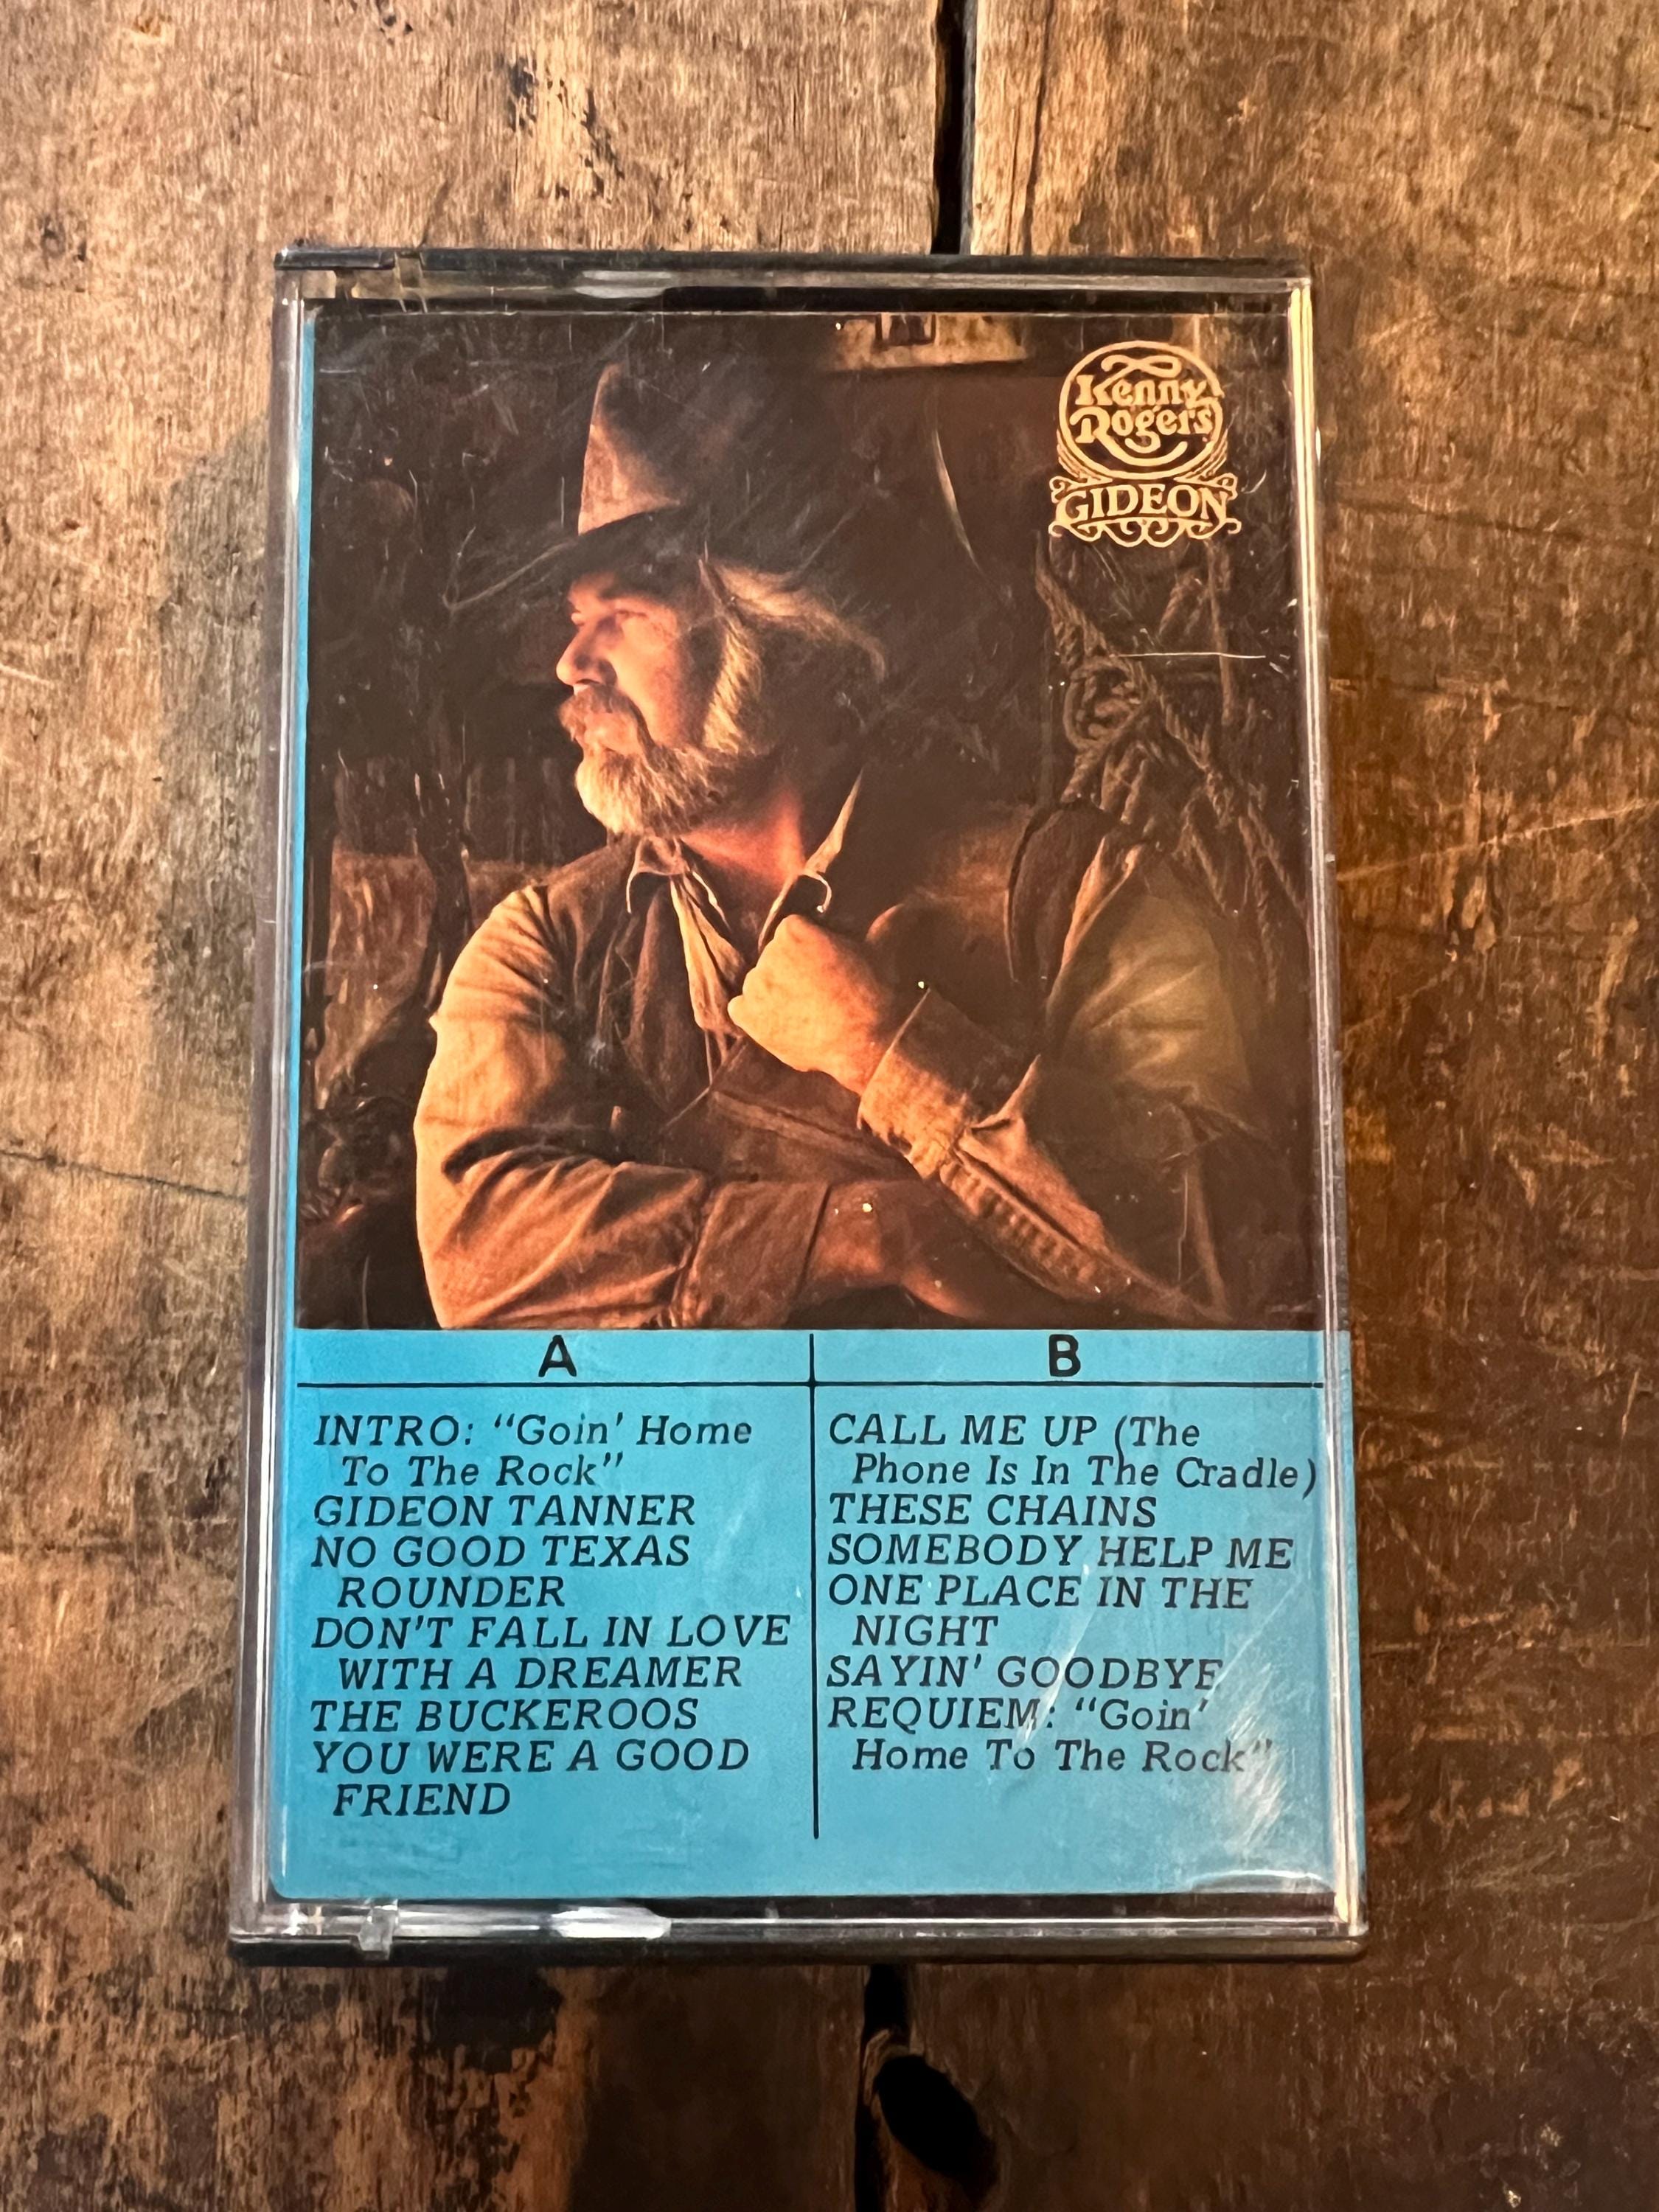 Kenny
Rogers
GIDEON
A
INTRO: "Goin' Home
To The Rock"
GIDEON TANNER
NO GOOD TEXAS
ROUNDER
DON'T FALL IN LOVE
WITH A DREAMER
THE BUCKEROOS
YOU WERE A GOOD
FRIEND
B
CALL ME UP (The
Phone Is In The Cradle)
THESE CHAINS
SOMEBODY HELP ME
ONE PLACE IN THE
NIGHT
SAYIN' GOODBYE
REQUIEM: "Goin'
Home To The Rock"